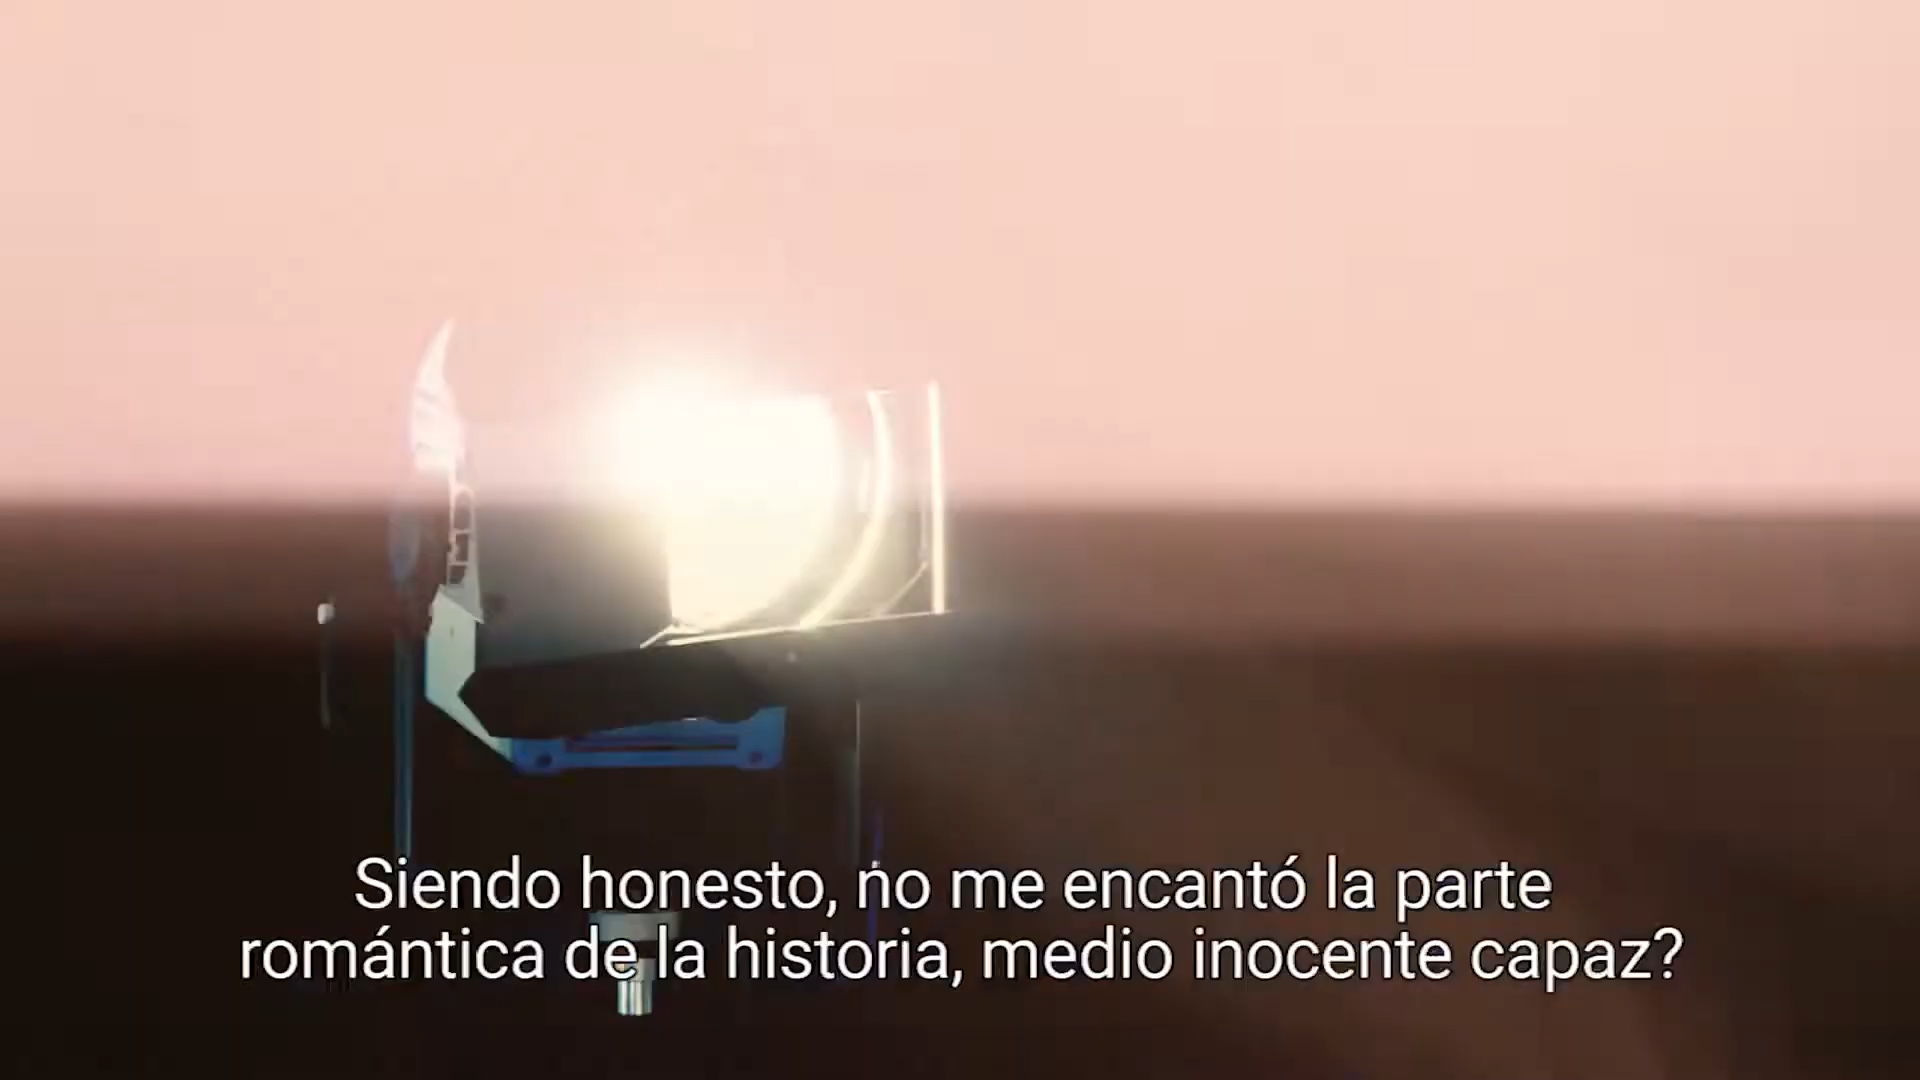 Siendo honesto, no me encantó la parte
romántica de la historia, medio inocente capaz?